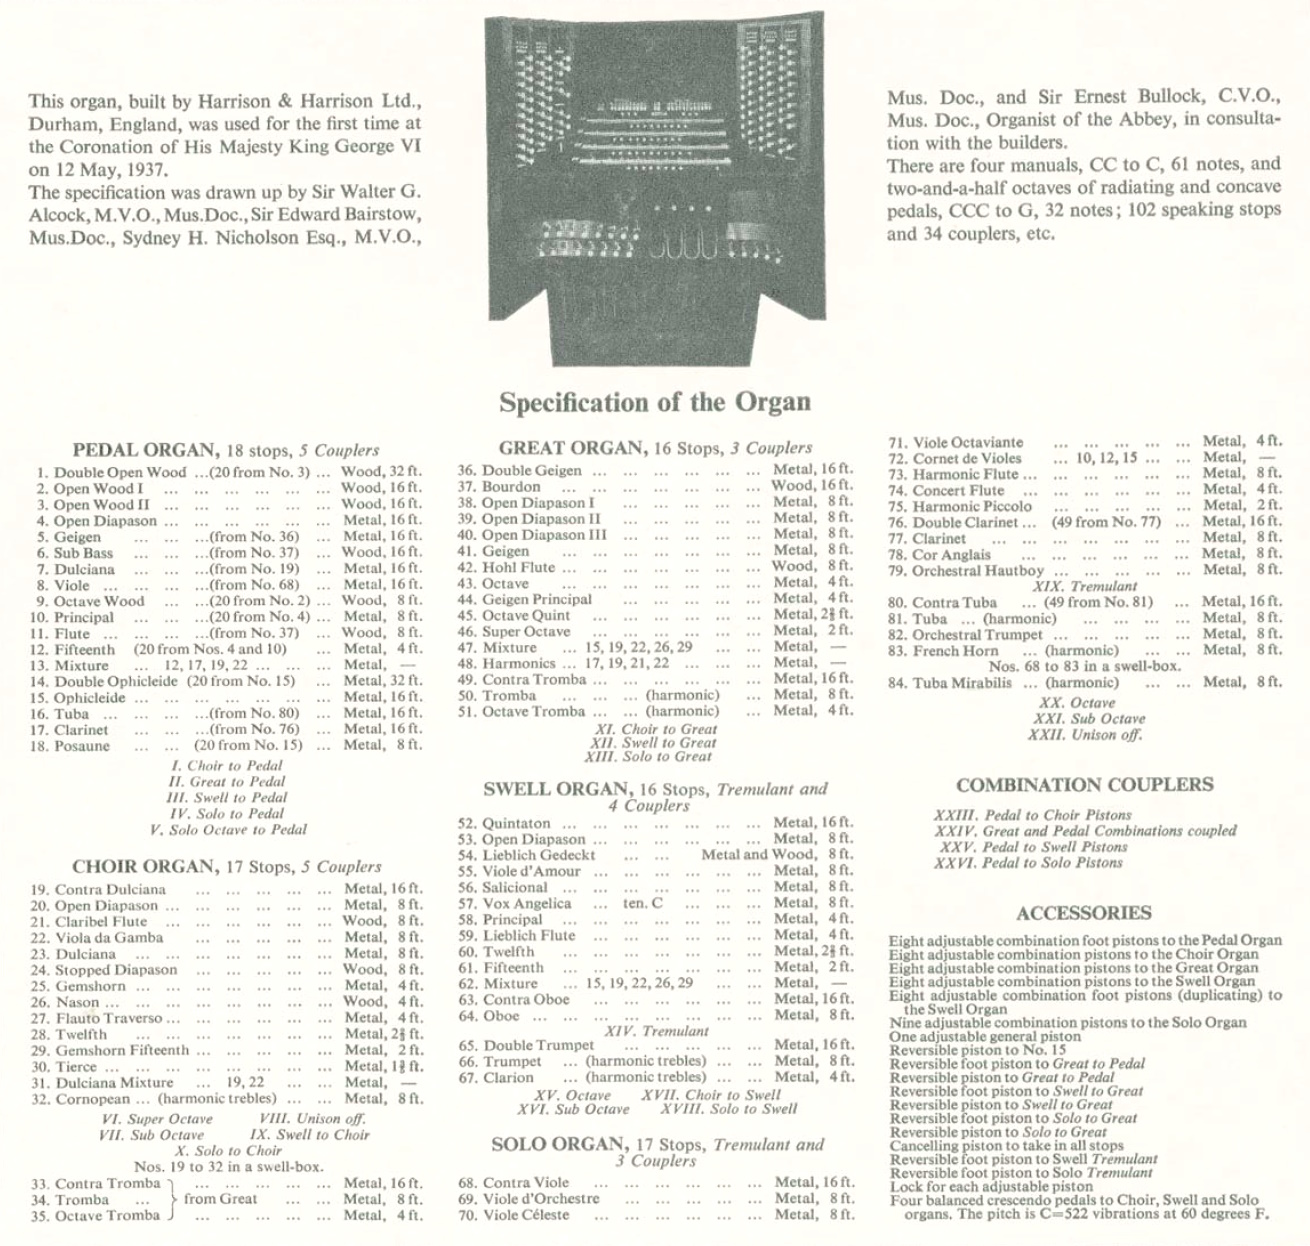 This organ, built by Harrison & Harrison Ltd.,
Durham, England, was used for the first time at
the Coronation of His Majesty King George VI
on 12 May, 1937.
The specification was drawn up by Sir Walter G.
Alcock, M.V.O., Mus.Doc., Sir Edward Bairstow,
Mus.Doc., Sydney H. Nicholson Esq., M.V.O.,
Mus. Doc., and Sir Ernest Bullock, C.V.O.,
Mus. Doc., Organist of the Abbey, in consulta-
tion with the builders.
There are four manuals, CC to C, 61 notes, and
two-and-a-half octaves of radiating and concave
pedals, CCC to G, 32 notes; 102 speaking stops
and 34 couplers, etc.
Specification of the Organ
PEDAL ORGAN, 18 stops, 5 Couplers
1. Double Open Wood ...(20 from No. 3) ... Wood, 32 ft.
2. Open Wood I ... ... ... ... ... ... Wood, 16 ft.
3. Open Wood II ... ... ... ... ... ... Wood, 16 ft.
4. Open Diapason ... ... ... ... ... ... Metal, 16 ft.
5. Geigen ... ... ...(from No. 36) ... Metal, 16 ft.
6. Sub Bass ... ... ...(from No. 37) ... Wood, 16 ft.
7. Dulciana ... ... ...(from No. 19) ... Metal, 16 ft.
8. Viole ... ... ... ...(from No. 68) ... Metal, 16 ft.
9. Octave Wood ... ...(20 from No. 2) ... Wood, 8 ft.
10. Principal ... ...(20 from No. 4) ... Metal, 8 ft.
11. Flute ... ... ... ...(from No. 37) ... Wood, 8 ft.
12. Fifteenth (20 from Nos. 4 and 10) ... Metal, 4 ft.
13. Mixture ... 12, 17, 19, 22 ... ... ... Metal, —
14. Double Ophicleide (20 from No. 15) ... Metal, 32 ft.
15. Ophicleide ... ... ... ... ... ... ... Metal, 16 ft.
16. Tuba ... ... ... ...(from No. 80) ... Metal, 16 ft.
17. Clarinet ... ... ...(from No. 76) ... Metal, 16 ft.
18. Posaune ... ... (20 from No. 15) ... Metal, 8 ft.
I. Choir to Pedal
II. Great to Pedal
III. Swell to Pedal
IV. Solo to Pedal
V. Solo Octave to Pedal
CHOIR ORGAN, 17 Stops, 5 Couplers
19. Contra Dulciana ... ... ... ... ... Metal, 16 ft.
20. Open Diapason ... ... ... ... ... ... Metal, 8 ft.
21. Claribel Flute ... ... ... ... ... Wood, 8 ft.
22. Viola da Gamba ... ... ... ... ... Metal, 8 ft.
23. Dulciana ... ... ... ... ... ... ... Metal, 8 ft.
24. Stopped Diapason ... ... ... ... ... Wood, 8 ft.
25. Gemshorn ... ... ... ... ... ... ... Metal, 4 ft.
26. Nason ... ... ... ... ... ... ... ... Wood, 4 ft.
27. Flauto Traverso ... ... ... ... ... ... Metal, 4 ft.
28. Twelfth ... ... ... ... ... ... ... Metal, 2⅔ ft.
29. Gemshorn Fifteenth ... ... ... ... ... Metal, 2 ft.
30. Tierce ... ... ... ... ... ... ... ... Metal, 1⅗ ft.
31. Dulciana Mixture ... 19, 22 ... ... Metal, —
32. Cornopean ... (harmonic trebles) ... ... Metal, 8 ft.
VI. Super Octave VIII. Unison off.
VII. Sub Octave IX. Swell to Choir
X. Solo to Choir
Nos. 19 to 32 in a swell-box.
33. Contra Tromba ... ... ... ... ... Metal, 16 ft.
34. Tromba ... } from Great ... ... Metal, 8 ft.
35. Octave Tromba ... ... ... ... ... Metal, 4 ft.
GREAT ORGAN, 16 Stops, 3 Couplers
36. Double Geigen ... ... ... ... ... ... Metal, 16 ft.
37. Bourdon ... ... ... ... ... ... ... Wood, 16 ft.
38. Open Diapason I ... ... ... ... ... Metal, 8 ft.
39. Open Diapason II ... ... ... ... ... Metal, 8 ft.
40. Open Diapason III ... ... ... ... ... Metal, 8 ft.
41. Geigen ... ... ... ... ... ... ... Metal, 8 ft.
42. Hohl Flute ... ... ... ... ... ... ... Wood, 8 ft.
43. Octave ... ... ... ... ... ... ... Metal, 4 ft.
44. Geigen Principal ... ... ... ... ... Metal, 4 ft.
45. Octave Quint ... ... ... ... ... Metal, 2⅔ ft.
46. Super Octave ... ... ... ... ... ... Metal, 2 ft.
47. Mixture ... 15, 19, 22, 26, 29 ... ... Metal, —
48. Harmonics ... 17, 19, 21, 22 ... ... Metal, —
49. Contra Tromba ... ... ... ... ... ... Metal, 16 ft.
50. Tromba ... ... ... (harmonic) ... Metal, 8 ft.
51. Octave Tromba ... ... (harmonic) ... Metal, 4 ft.
XI. Choir to Great
XII. Swell to Great
XIII. Solo to Great
SWELL ORGAN, 16 Stops, Tremulant and
4 Couplers
52. Quintaton ... ... ... ... ... ... ... Metal, 16 ft.
53. Open Diapason ... ... ... ... ... ... Metal, 8 ft.
54. Lieblich Gedeckt ... ... Metal and Wood, 8 ft.
55. Viole d'Amour ... ... ... ... ... ... Metal, 8 ft.
56. Salicional ... ... ... ... ... ... ... Metal, 8 ft.
57. Vox Angelica ... ten. C ... ... ... Metal, 8 ft.
58. Principal ... ... ... ... ... ... ... Metal, 4 ft.
59. Lieblich Flute ... ... ... ... ... ... Metal, 4 ft.
60. Twelfth ... ... ... ... ... ... ... Metal, 2⅔ ft.
61. Fifteenth ... ... ... ... ... ... ... Metal, 2 ft.
62. Mixture ... 15, 19, 22, 26, 29 ... ... Metal, —
63. Contra Oboe ... ... ... ... ... ... Metal, 16 ft.
64. Oboe ... ... ... ... ... ... ... ... Metal, 8 ft.
XIV. Tremulant
65. Double Trumpet ... ... ... ... ... Metal, 16 ft.
66. Trumpet ... (harmonic trebles) ... ... Metal, 8 ft.
67. Clarion ... (harmonic trebles) ... ... Metal, 4 ft.
XV. Octave XVII. Choir to Swell
XVI. Sub Octave XVIII. Solo to Swell
SOLO ORGAN, 17 Stops, Tremulant and
3 Couplers
68. Contra Viole ... ... ... ... ... ... Metal, 16 ft.
69. Viole d'Orchestre ... ... ... ... ... Metal, 8 ft.
70. Viole Céleste ... ... ... ... ... ... Metal, 8 ft.
71. Viole Octaviante ... ... ... ... ... Metal, 4 ft.
72. Cornet de Violes ... 10, 12, 15 ... ... Metal, —
73. Harmonic Flute ... ... ... ... ... ... Metal, 8 ft.
74. Concert Flute ... ... ... ... ... ... Metal, 4 ft.
75. Harmonic Piccolo ... ... ... ... ... Metal, 2 ft.
76. Double Clarinet ... (49 from No. 77) ... Metal, 16 ft.
77. Clarinet ... ... ... ... ... ... ... Metal, 8 ft.
78. Cor Anglais ... ... ... ... ... ... Metal, 8 ft.
79. Orchestral Hautboy ... ... ... ... ... Metal, 8 ft.
XIX. Tremulant
80. Contra Tuba ... (49 from No. 81) ... Metal, 16 ft.
81. Tuba ... (harmonic) ... ... ... ... Metal, 8 ft.
82. Orchestral Trumpet ... ... ... ... ... Metal, 8 ft.
83. French Horn ... (harmonic) ... ... Metal, 8 ft.
Nos. 68 to 83 in a swell-box.
84. Tuba Mirabilis ... (harmonic) ... ... Metal, 8 ft.
XX. Octave
XXI. Sub Octave
XXII. Unison off.
COMBINATION COUPLERS
XXIII. Pedal to Choir Pistons
XXIV. Great and Pedal Combinations coupled
XXV. Pedal to Swell Pistons
XXVI. Pedal to Solo Pistons
ACCESSORIES
Eight adjustable combination foot pistons to the Pedal Organ
Eight adjustable combination pistons to the Choir Organ
Eight adjustable combination pistons to the Great Organ
Eight adjustable combination pistons to the Swell Organ
Eight adjustable combination foot pistons (duplicating) to
the Swell Organ
Nine adjustable combination pistons to the Solo Organ
One adjustable general piston
Reversible piston to No. 15
Reversible foot piston to Great to Pedal
Reversible piston to Great to Pedal
Reversible foot piston to Swell to Great
Reversible piston to Swell to Great
Reversible foot piston to Solo to Great
Reversible piston to Solo to Great
Cancelling piston to take in all stops
Reversible foot piston to Swell Tremulant
Reversible foot piston to Solo Tremulant
Lock for each adjustable piston
Four balanced crescendo pedals to Choir, Swell and Solo
organs. The pitch is C=522 vibrations at 60 degrees F.